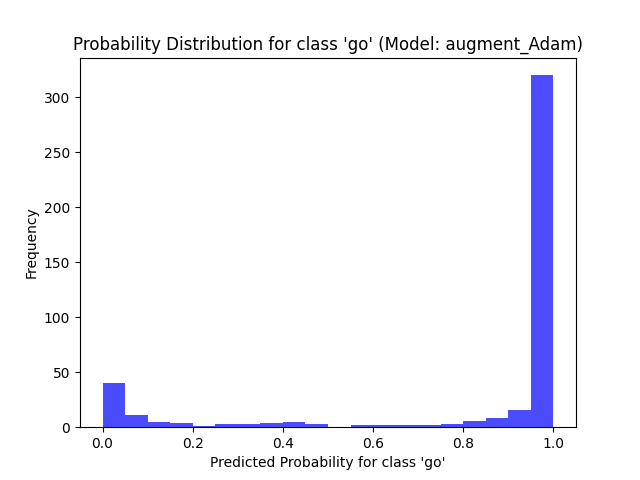 Probability Distribution for class 'go' (Model: augment_Adam)
Frequency
300
250
200
150
100
50
0
0.0 0.2 0.4 0.6 0.8 1.0
Predicted Probability for class 'go'